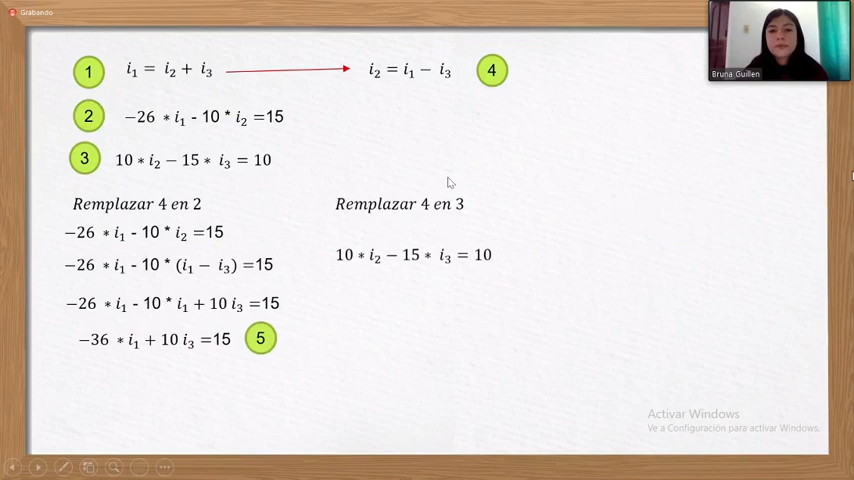 Grabando
Bruna Guillen
1 i₁ = i₂ + i₃ i₂ = i₁ − i₃ 4
2 −26 * i₁ - 10 * i₂ =15
3 10 * i₂ − 15 * i₃ = 10
Remplazar 4 en 2
−26 * i₁ - 10 * i₂ =15
−26 * i₁ - 10 * (i₁ − i₃) =15
−26 * i₁ - 10 * i₁ + 10 i₃ =15
−36 * i₁ + 10 i₃ =15 5
Remplazar 4 en 3
10 * i₂ − 15 * i₃ = 10
Activar Windows
Ve a Configuración para activar Windows.